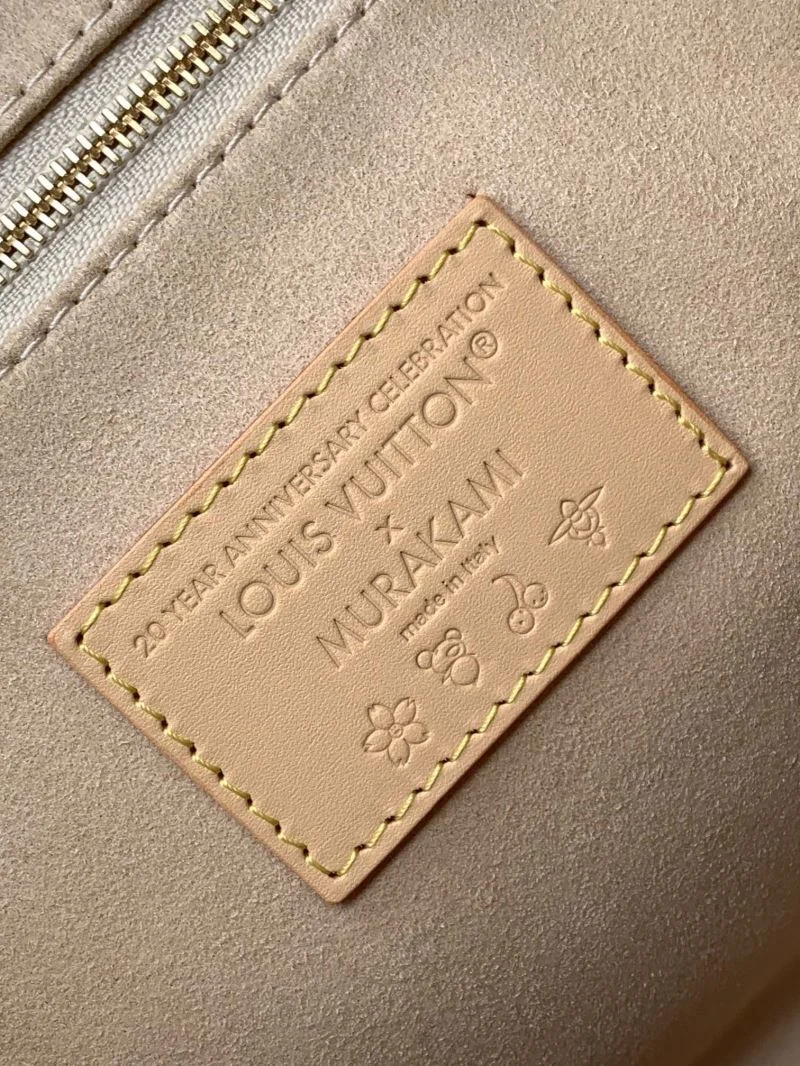 20 YEAR ANNIVERSARY CELEBRATION
LOUIS VUITTON®
x
MURAKAMI
made in Italy